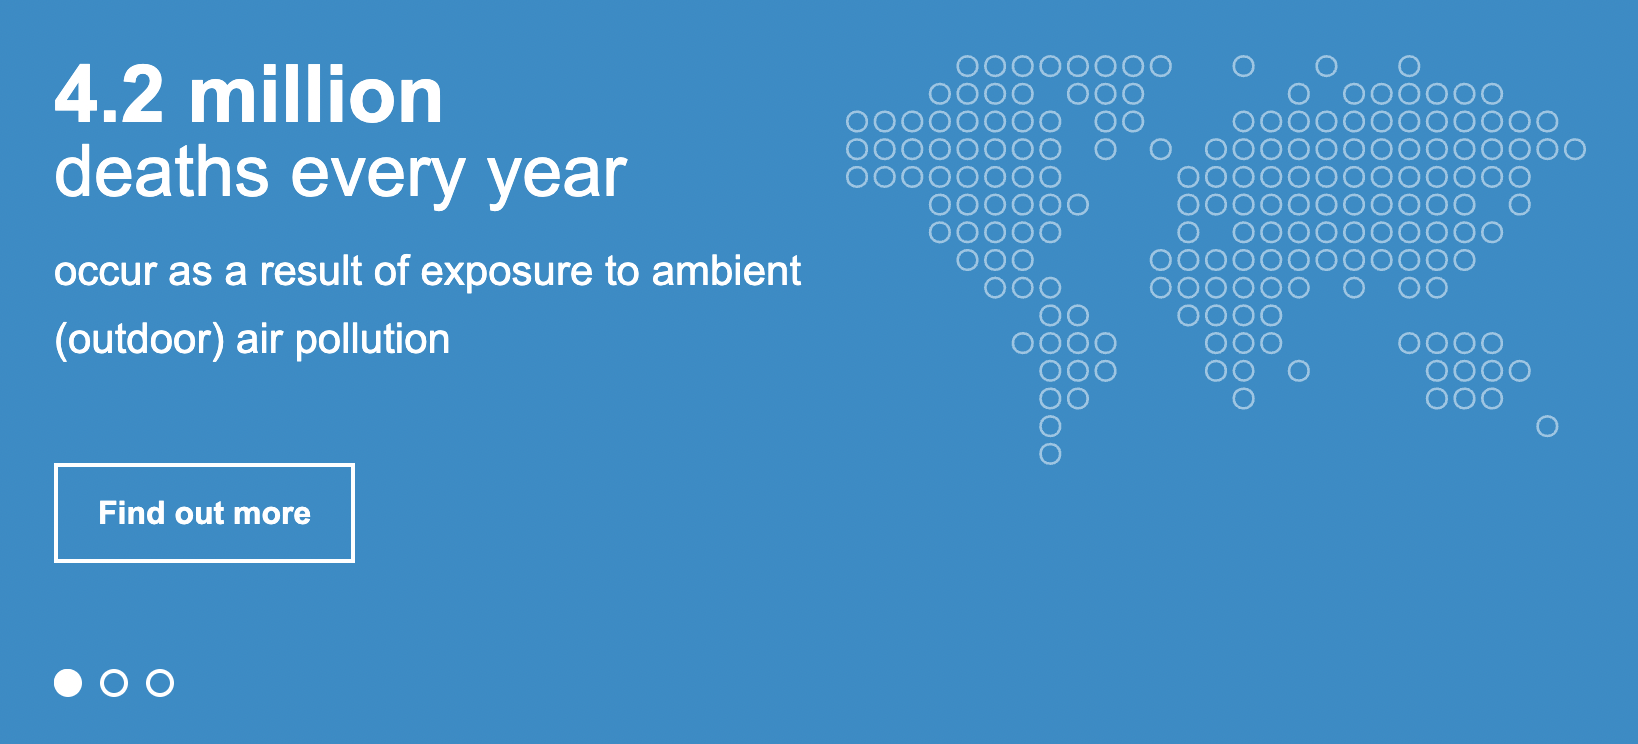 4.2 million
deaths every year
occur as a result of exposure to ambient
(outdoor) air pollution
Find out more